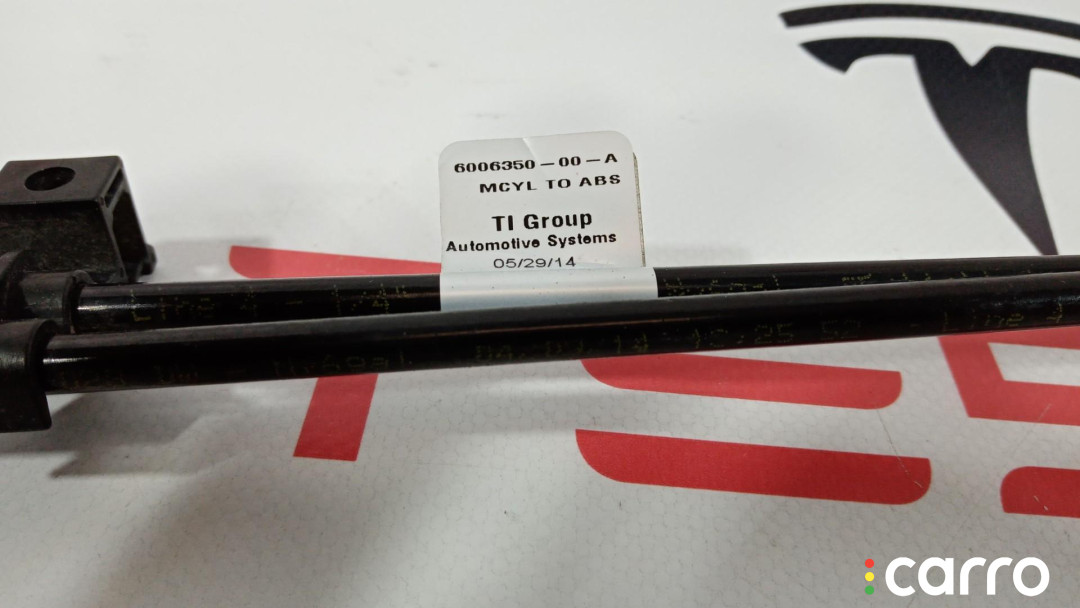 6006350-00-A
MCYL TO ABS
TI Group
Automotive Systems
05/29/14
carro